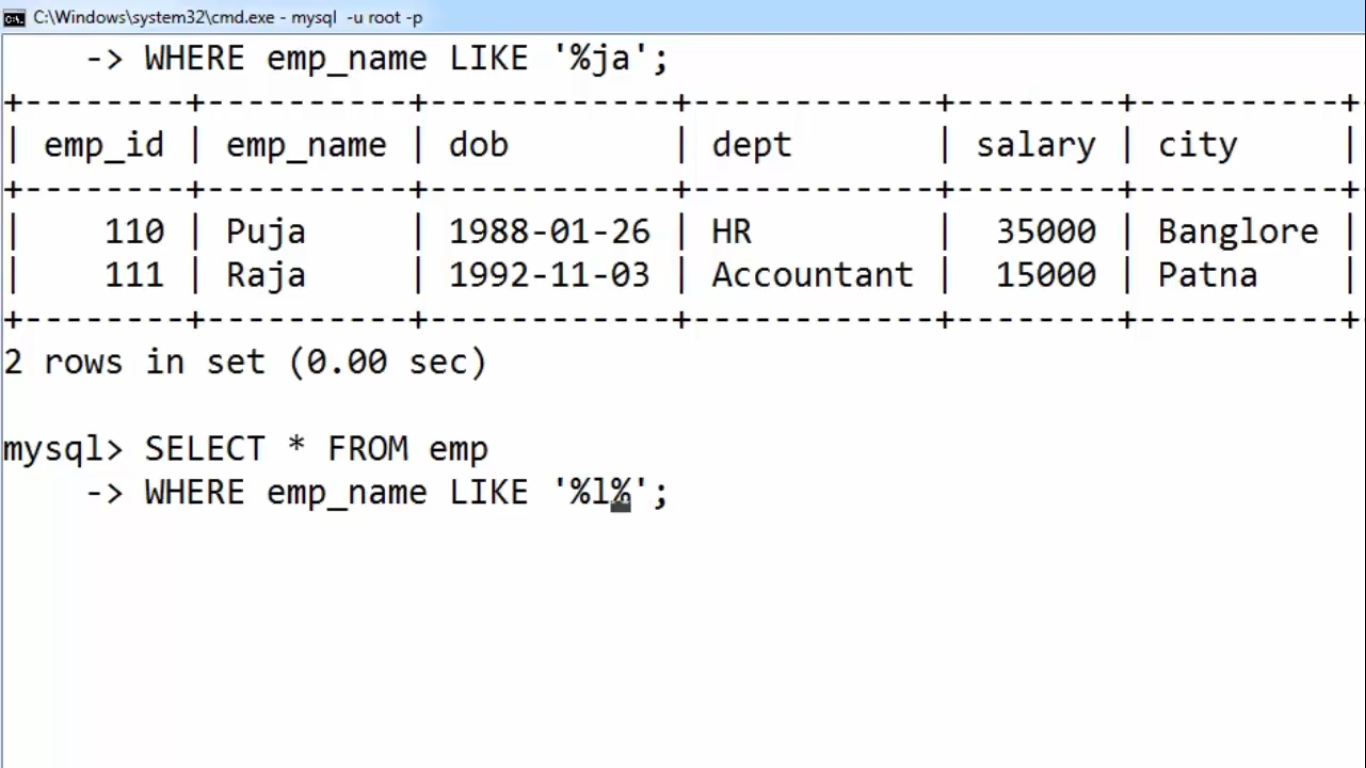 C:\Windows\system32\cmd.exe - mysql -u root -p
    -> WHERE emp_name LIKE '%ja';
+--------+----------+------------+------------+--------+----------+
| emp_id | emp_name | dob        | dept       | salary | city     |
+--------+----------+------------+------------+--------+----------+
|    110 | Puja     | 1988-01-26 | HR         |  35000 | Banglore |
|    111 | Raja     | 1992-11-03 | Accountant |  15000 | Patna    |
+--------+----------+------------+------------+--------+----------+
2 rows in set (0.00 sec)
mysql> SELECT * FROM emp
    -> WHERE emp_name LIKE '%l%';